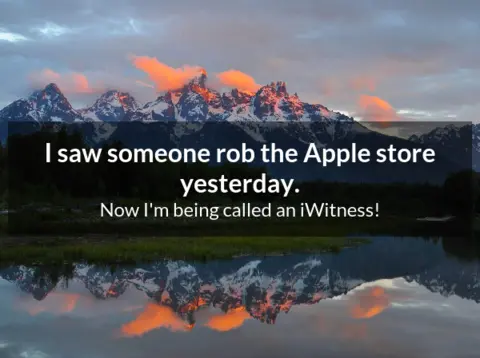 I saw someone rob the Apple store
yesterday.
Now I'm being called an iWitness!